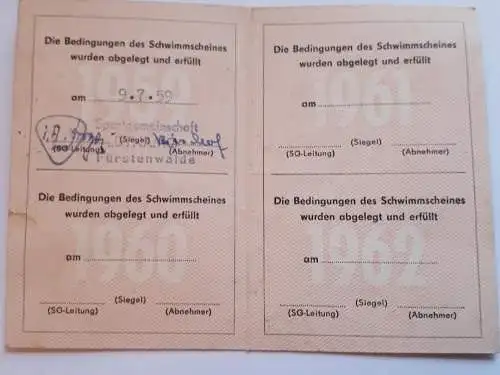 Die Bedingungen des Schwimmscheines
wurden abgelegt und erfüllt
1959
am 9.7.59
Sportgemeinschaft
i.A.
(Siegel)
(SG-Leitung) (Abnehmer)
Fürstenwalde
Die Bedingungen des Schwimmscheines
wurden abgelegt und erfüllt
1960
am
(Siegel)
(SG-Leitung) (Abnehmer)
Die Bedingungen des Schwimmscheines
wurden abgelegt und erfüllt
1961
am
(Siegel)
(SG-Leitung) (Abnehmer)
Die Bedingungen des Schwimmscheines
wurden abgelegt und erfüllt
1962
am
(Siegel)
(SG-Leitung) (Abnehmer)